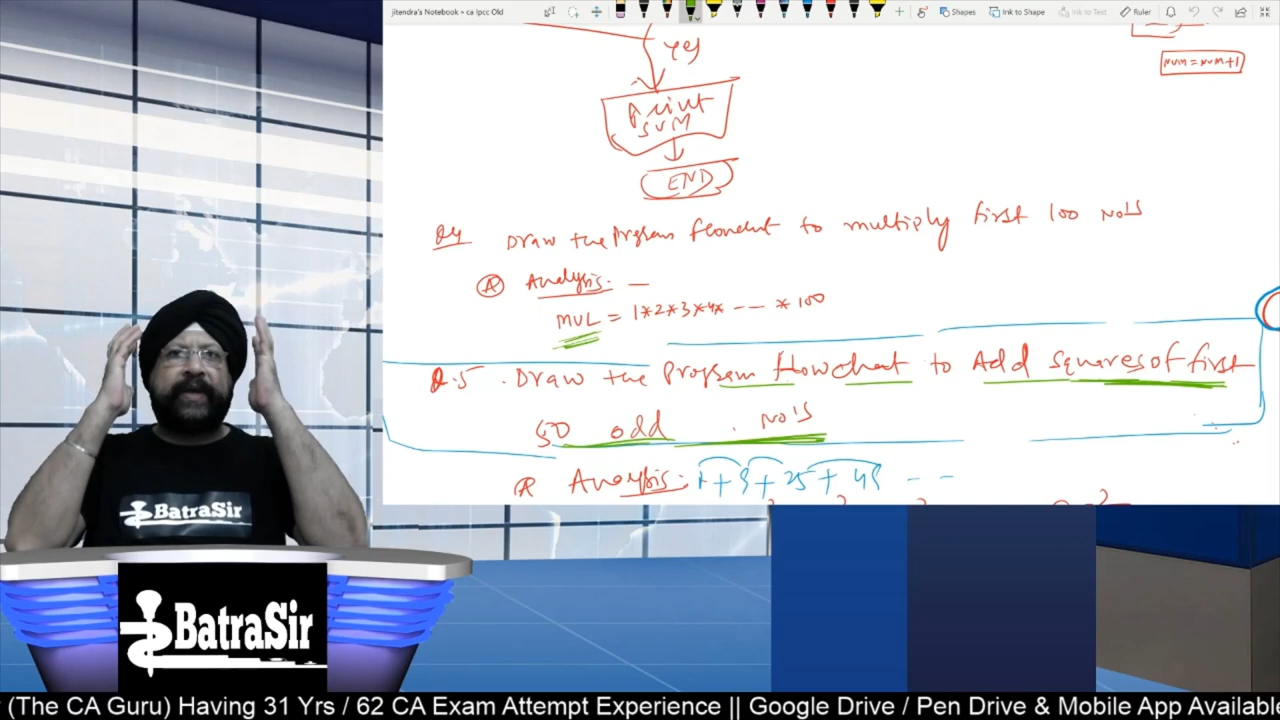 jitendra's Notebook » ca Ipcc Old
Shapes
Ink to Shape
Ink to Text
Ruler
yes
NUM = NUM+1
print
SUM
END
Q4 Draw the Program flowchart to multiply first 100 No's
A Analysis. —
MUL = 1*2*3*4* --- * 100
Q.5 . Draw the Program flowchart to Add squares of first
50 odd . No's
A Analysis: 1+9+25+49 - -
BatraSir
BatraSir
(The CA Guru) Having 31 Yrs / 62 CA Exam Attempt Experience || Google Drive / Pen Drive & Mobile App Available